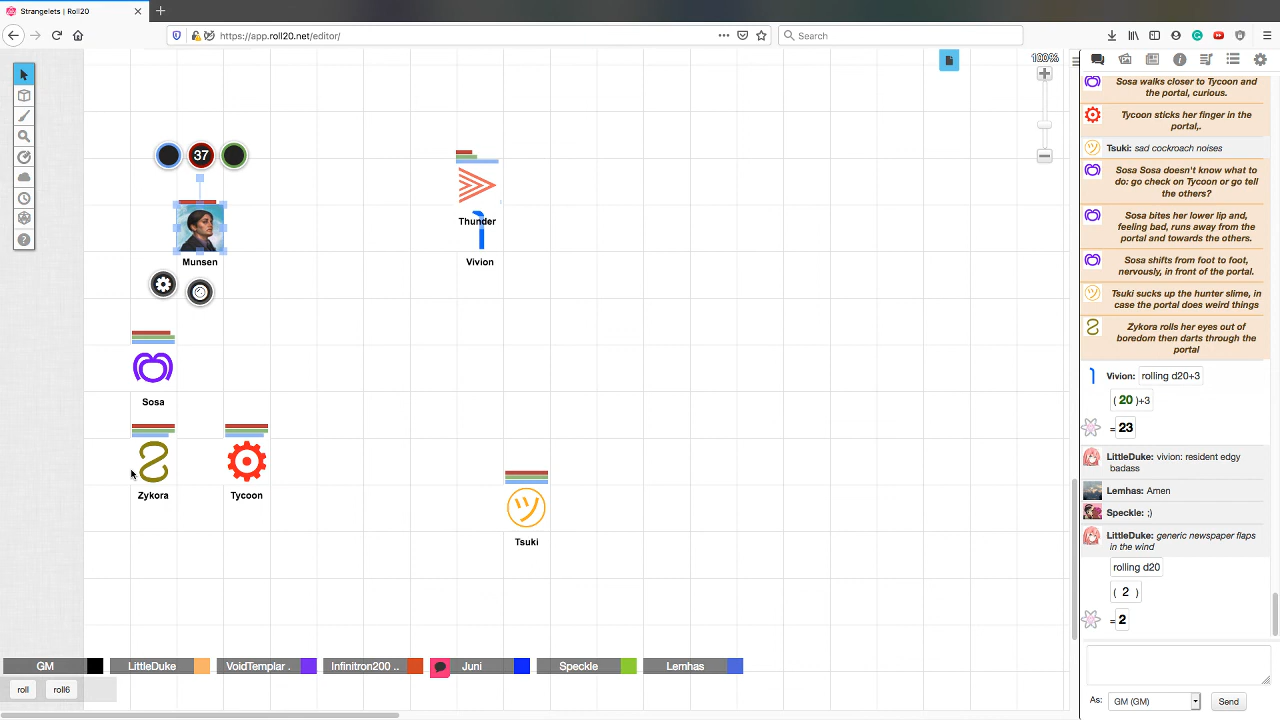 Strangelets | Roll20
https://app.roll20.net/editor/
Search
100%
37
Munsen
Thunder
Vivion
Sosa
Zykora
Tycoon
ツ
Tsuki
Sosa walks closer to Tycoon and
the portal, curious.
Tycoon sticks her finger in the
portal,.
Tsuki: sad cockroach noises
Sosa Sosa doesn't know what to
do: go check on Tycoon or go tell
the others?
Sosa bites her lower lip and,
feeling bad, runs away from the
portal and towards the others.
Sosa shifts from foot to foot,
nervously, in front of the portal.
Tsuki sucks up the hunter slime, in
case the portal does weird things
Zykora rolls her eyes out of
boredom then darts through the
portal
Vivion: rolling d20+3
( 20 )+3
= 23
LittleDuke: vivion: resident edgy
badass
Lemhas: Amen
Speckle: ;)
LittleDuke: generic newspaper flaps
in the wind
rolling d20
( 2 )
= 2
GM
LittleDuke
VoidTemplar .
Infinitron200 ..
Juni
Speckle
Lemhas
roll
roll6
As: GM (GM)
Send